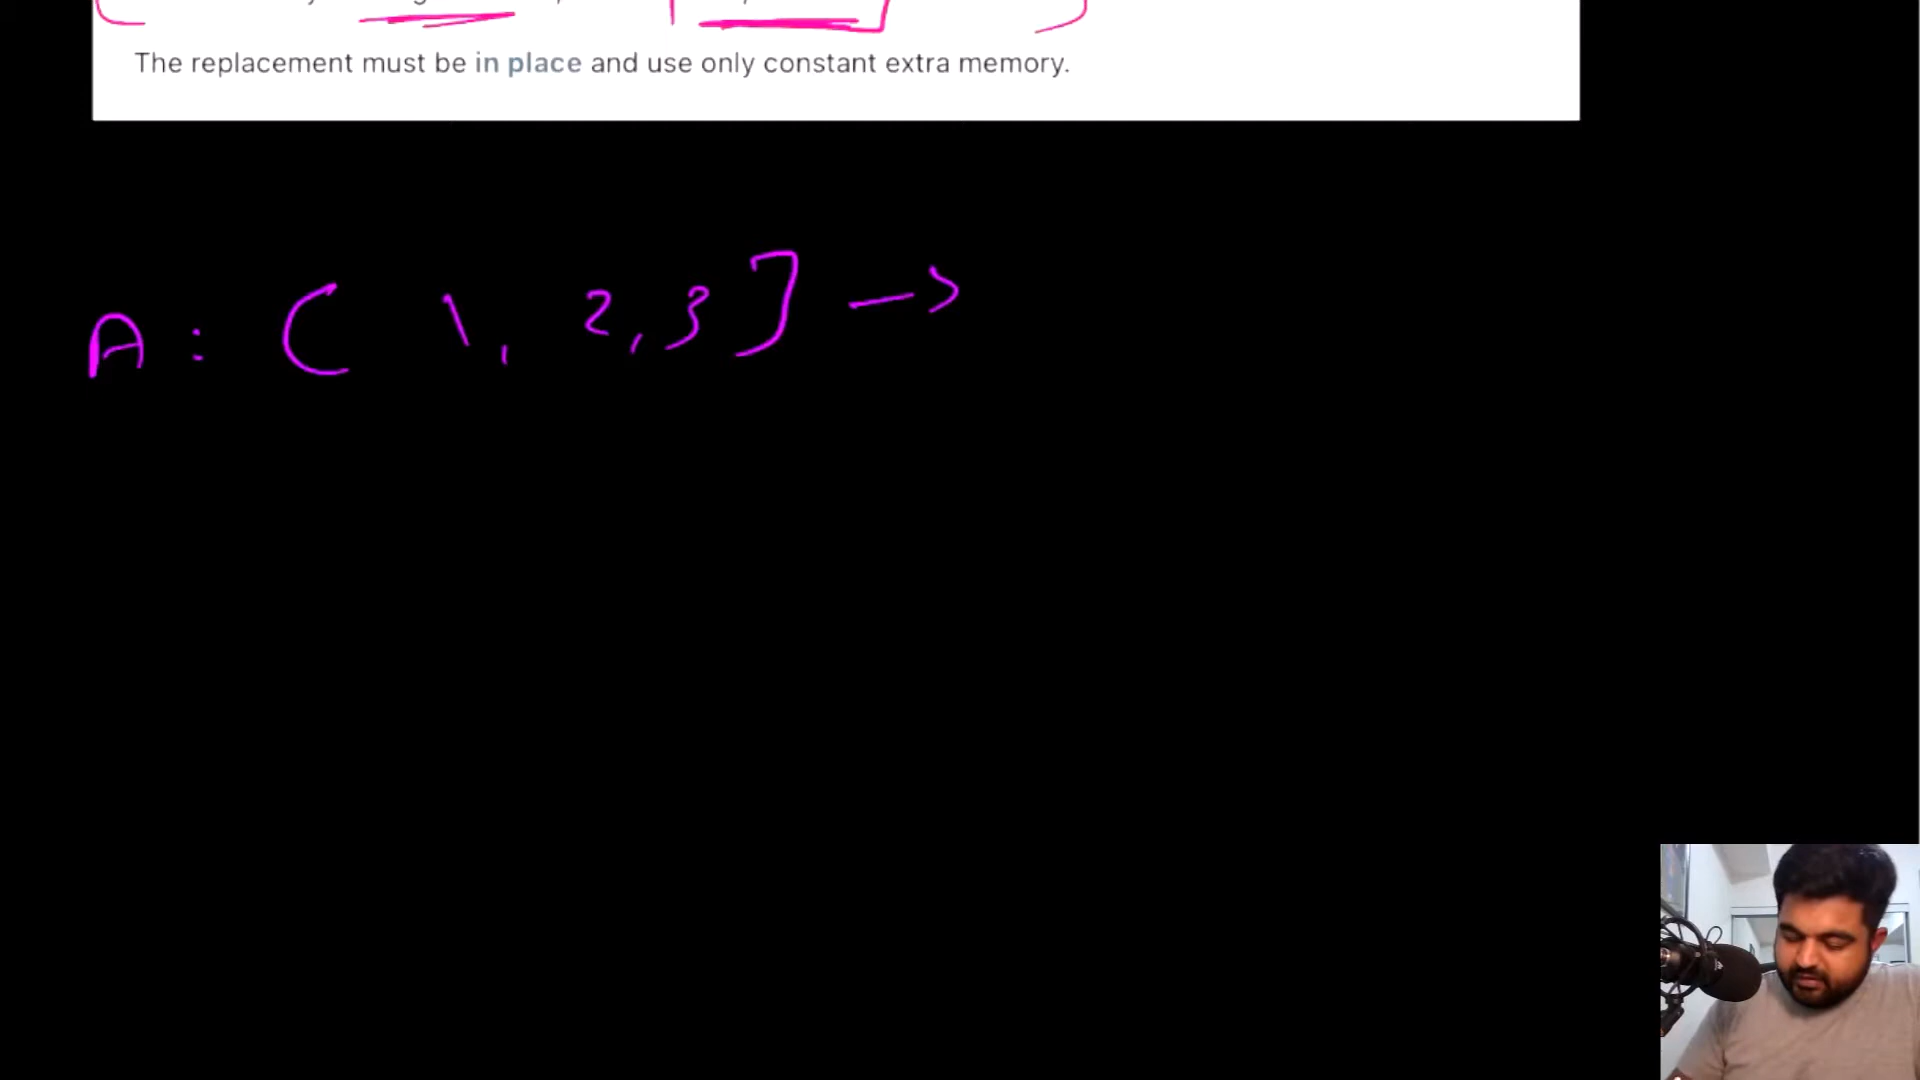 The replacement must be in place and use only constant extra memory.
A : [ 1, 2, 3 ] →